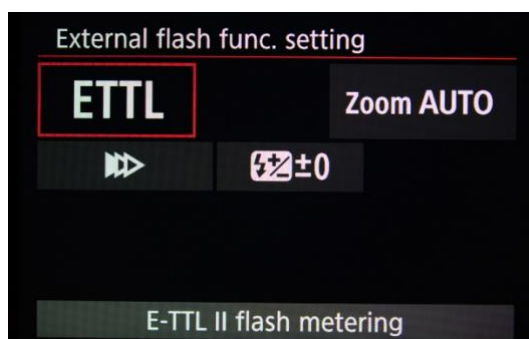 External flash func. setting
ETTL
Zoom AUTO
±0
E-TTL II flash metering